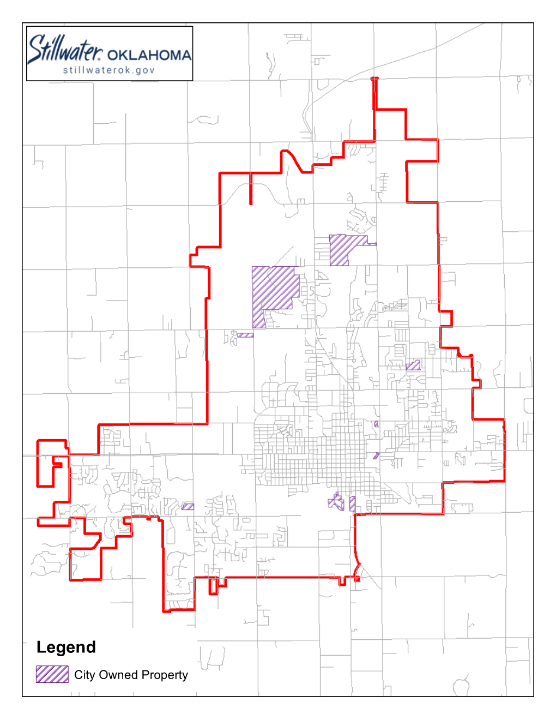 Stillwater. OKLAHOMA
stillwaterok.gov
Legend
City Owned Property